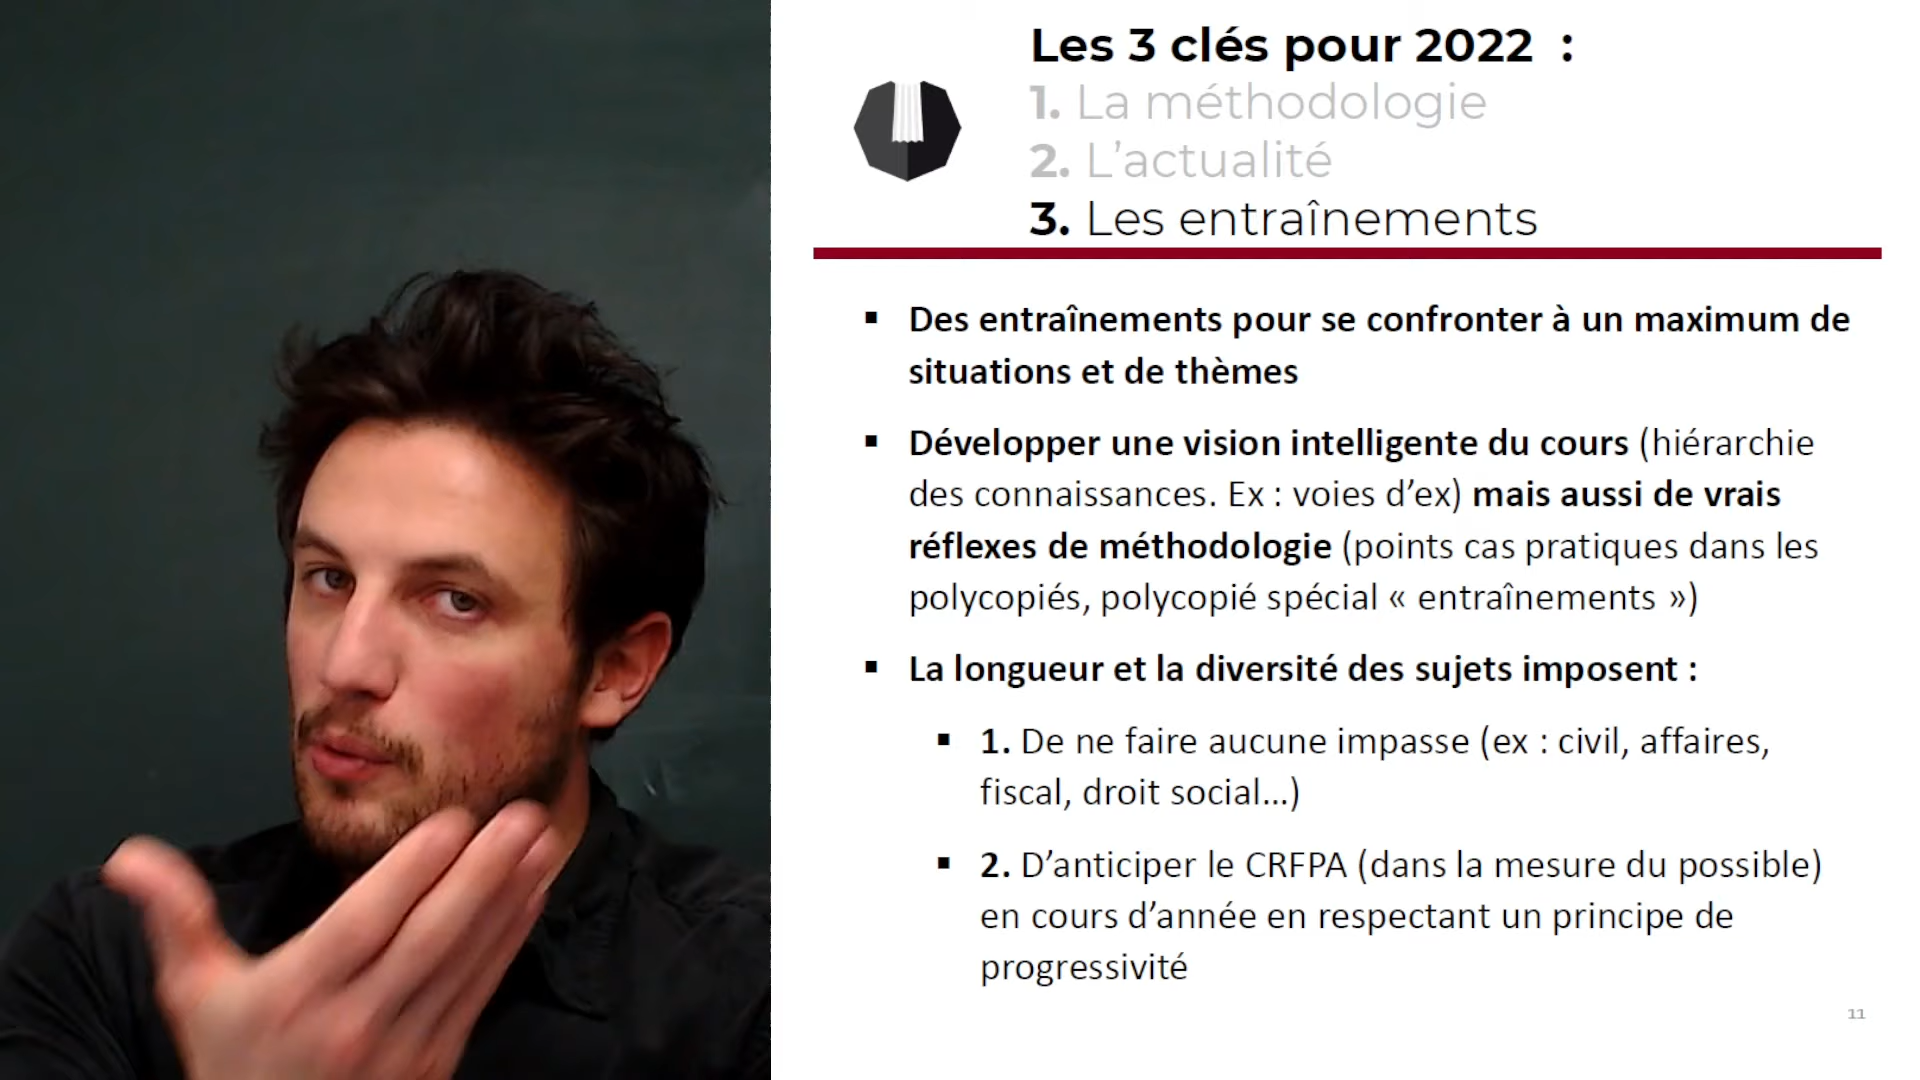 Les 3 clés pour 2022 :
1. La méthodologie
2. L’actualité
3. Les entraînements
▪ Des entraînements pour se confronter à un maximum de
situations et de thèmes
▪ Développer une vision intelligente du cours (hiérarchie
des connaissances. Ex : voies d’ex) mais aussi de vrais
réflexes de méthodologie (points cas pratiques dans les
polycopiés, polycopié spécial « entraînements »)
▪ La longueur et la diversité des sujets imposent :
▪ 1. De ne faire aucune impasse (ex : civil, affaires,
fiscal, droit social...)
▪ 2. D’anticiper le CRFPA (dans la mesure du possible)
en cours d’année en respectant un principe de
progressivité
11